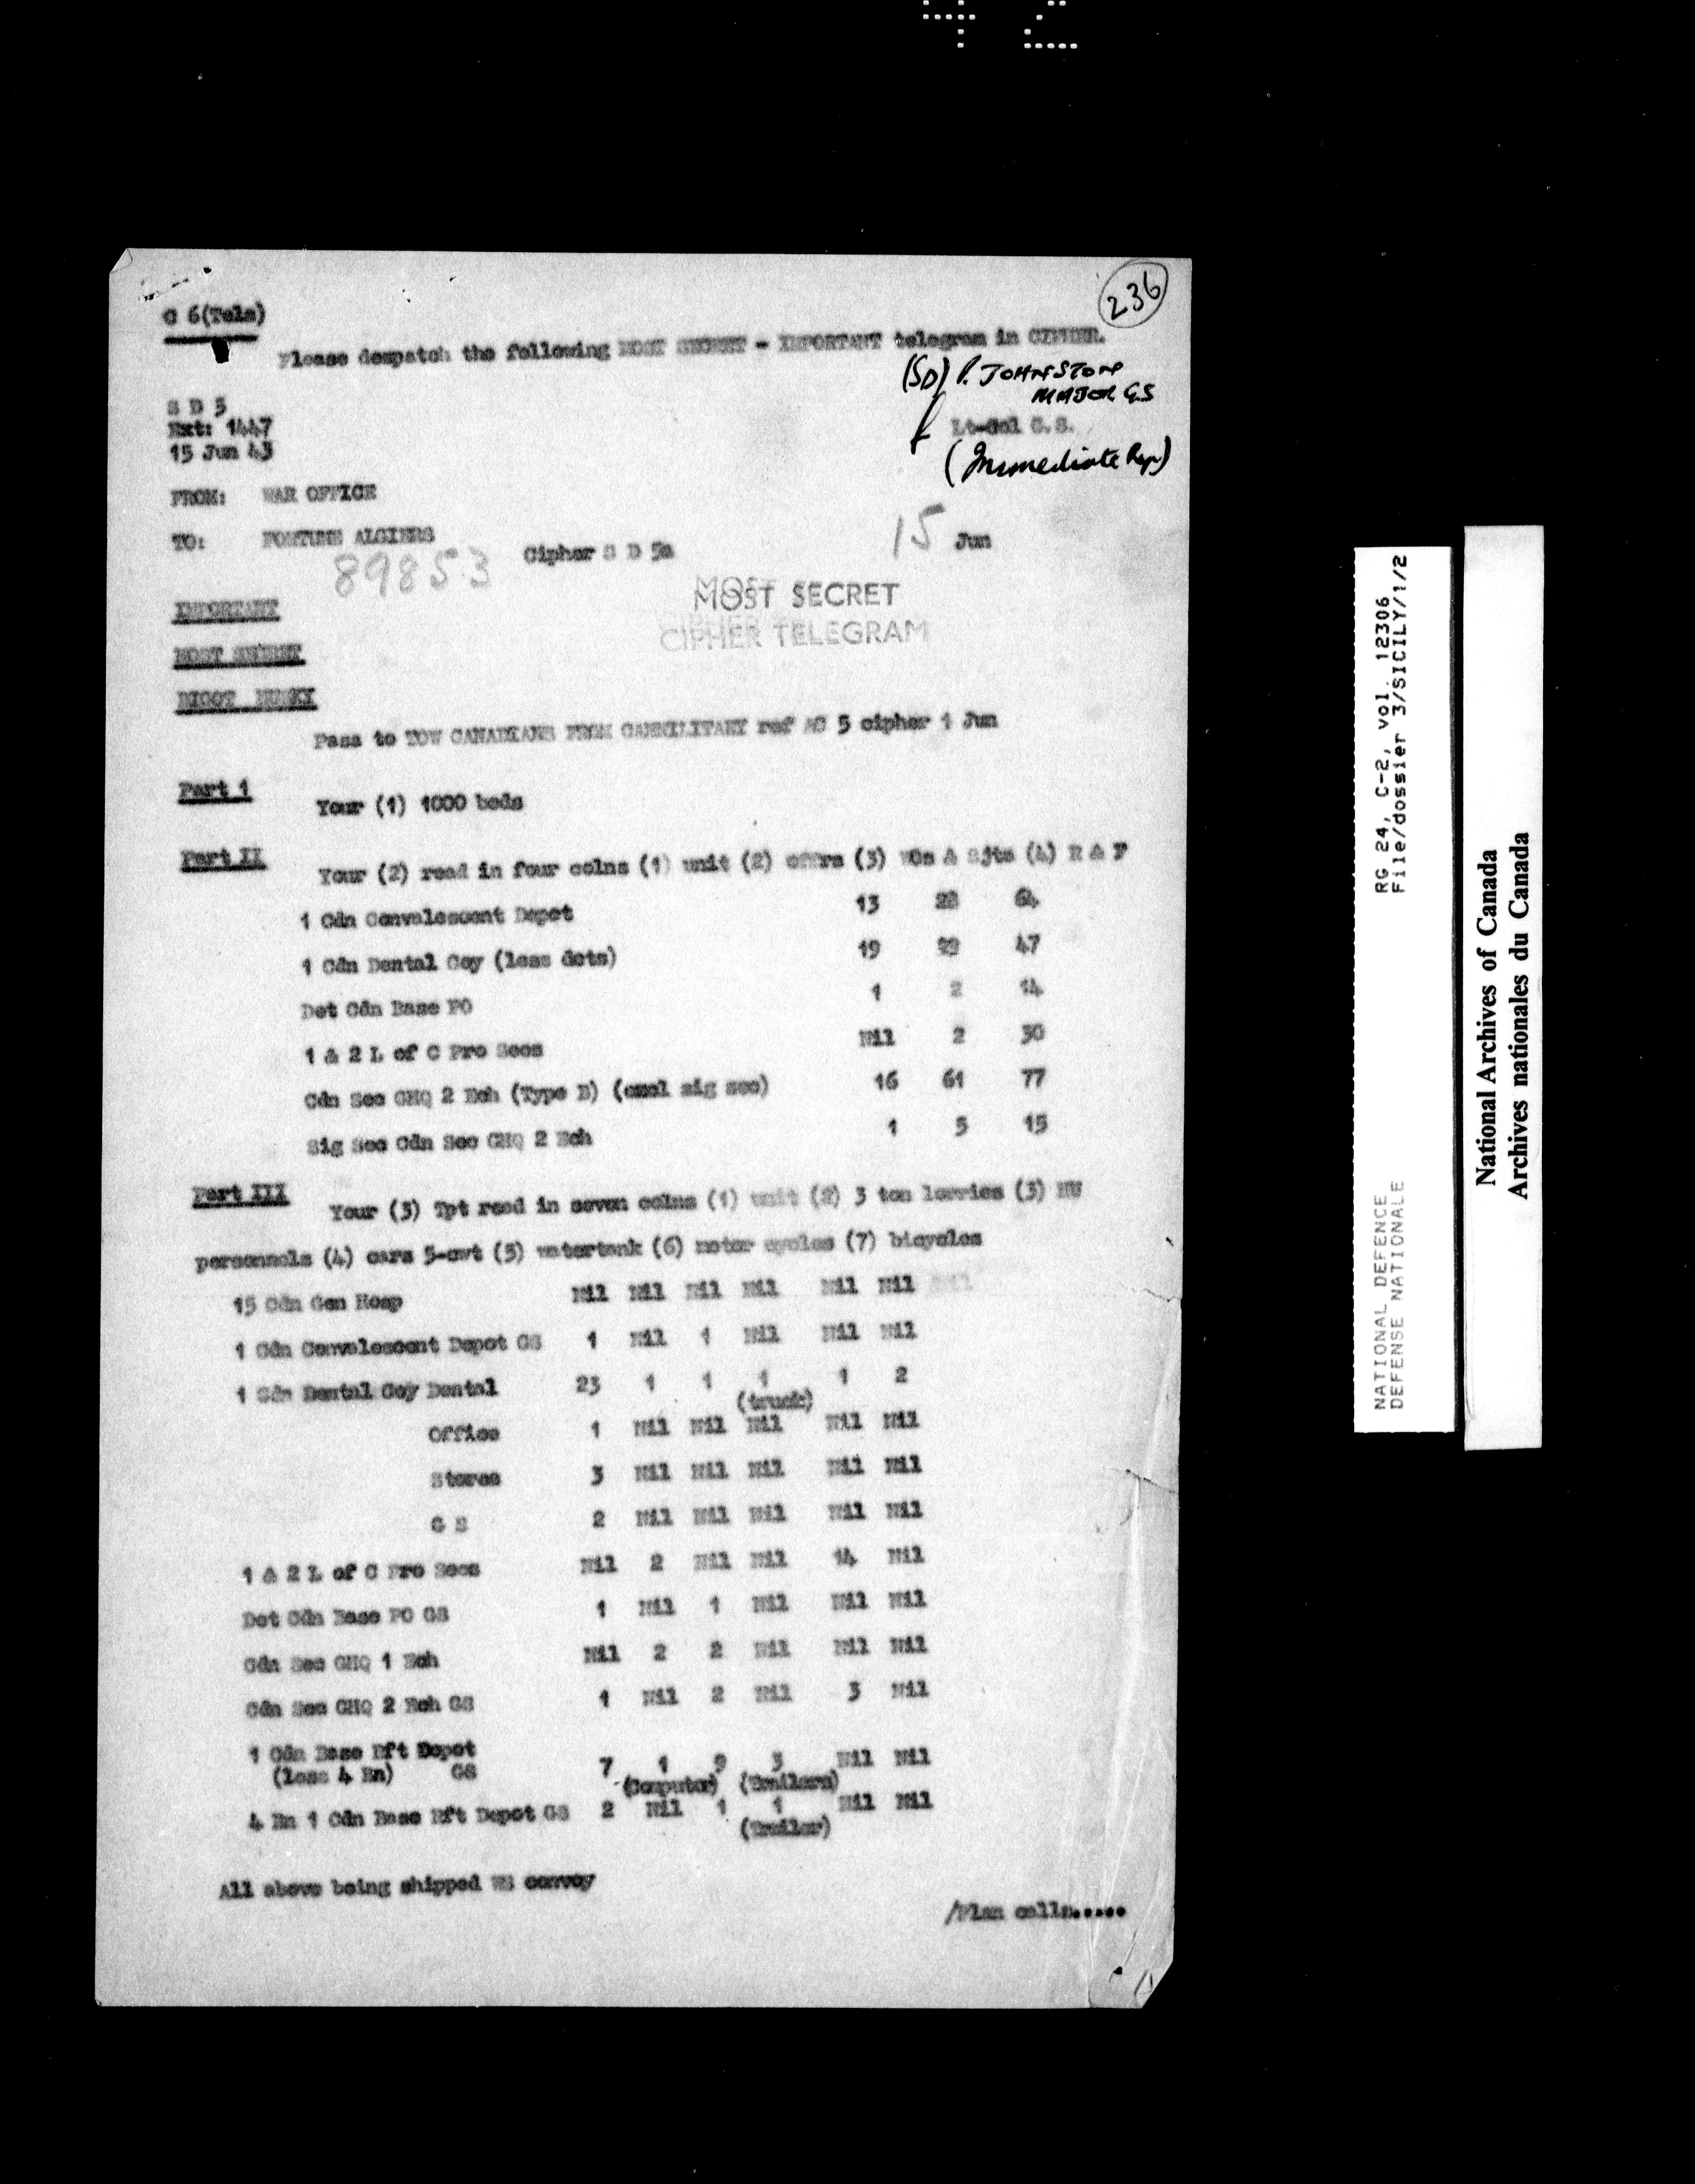 42
236
C 6(Tels)
Please despatch the following MOST SECRET - IMPORTANT telegram in CIPHER.
(SD) P. JOHNSTON
MAJOR GS
S D 5
Ext: 1447
15 Jun 43
f Lt-Col G.S.
(Immediate Rep)
FROM: WAR OFFICE
TO: FORTUNE ALGIERS
89853 Cipher S D 5a 15 Jun
MOST SECRET
CIPHER TELEGRAM
IMPORTANT
MOST SECRET
BIGOT HUSKY
Pass to TOW CANADIANS FROM CANMILITARY ref AC 5 cipher 1 Jun
Part 1 Your (1) 1000 beds
Part II Your (2) read in four colns (1) unit (2) offrs (3) WOs & Sjts (4) R & F
1 Cdn Convalescent Depot 13 28 64
1 Cdn Dental Coy (less dets) 19 29 47
Det Cdn Base PO 1 2 14
1 & 2 L of C Pro Secs Nil 2 30
Cdn Sec GHQ 2 Ech (Type B) (excl sig sec) 16 61 77
Sig Sec Cdn Sec GHQ 2 Ech 1 5 15
Part III Your (3) Tpt read in seven colns (1) unit (2) 3 ton lorries (3) HU
personnels (4) cars 5-cwt (5) watertank (6) motor cycles (7) bicycles
15 Cdn Gen Hosp Nil Nil Nil Nil Nil Nil
1 Cdn Convalescent Depot GS 1 Nil 1 Nil Nil Nil
1 Cdn Dental Coy Dental 23 1 1 1 1 2
(truck)
Office 1 Nil Nil Nil Nil Nil
Stores 3 Nil Nil Nil Nil Nil
G S 2 Nil Nil Nil Nil Nil
1 & 2 L of C Pro Secs Nil 2 Nil Nil 14 Nil
Det Cdn Base PO GS 1 Nil 1 Nil Nil Nil
Cdn Sec GHQ 1 Ech Nil 2 2 Nil Nil Nil
Cdn Sec GHQ 2 Ech GS 1 Nil 2 Nil 3 Nil
1 Cdn Base Rft Depot
(less 4 Bn) GS 7 1 9 3 Nil Nil
(Computor) (Trailers)
4 Bn 1 Cdn Base Rft Depot GS 2 Nil 1 1 Nil Nil
(Trailer)
All above being shipped WS convoy
/Plan calls.....
RG 24, C-2, vol. 12306
File/dossier 3/SICILY/1/2
NATIONAL DEFENCE
DEFENSE NATIONALE
National Archives of Canada
Archives nationales du Canada